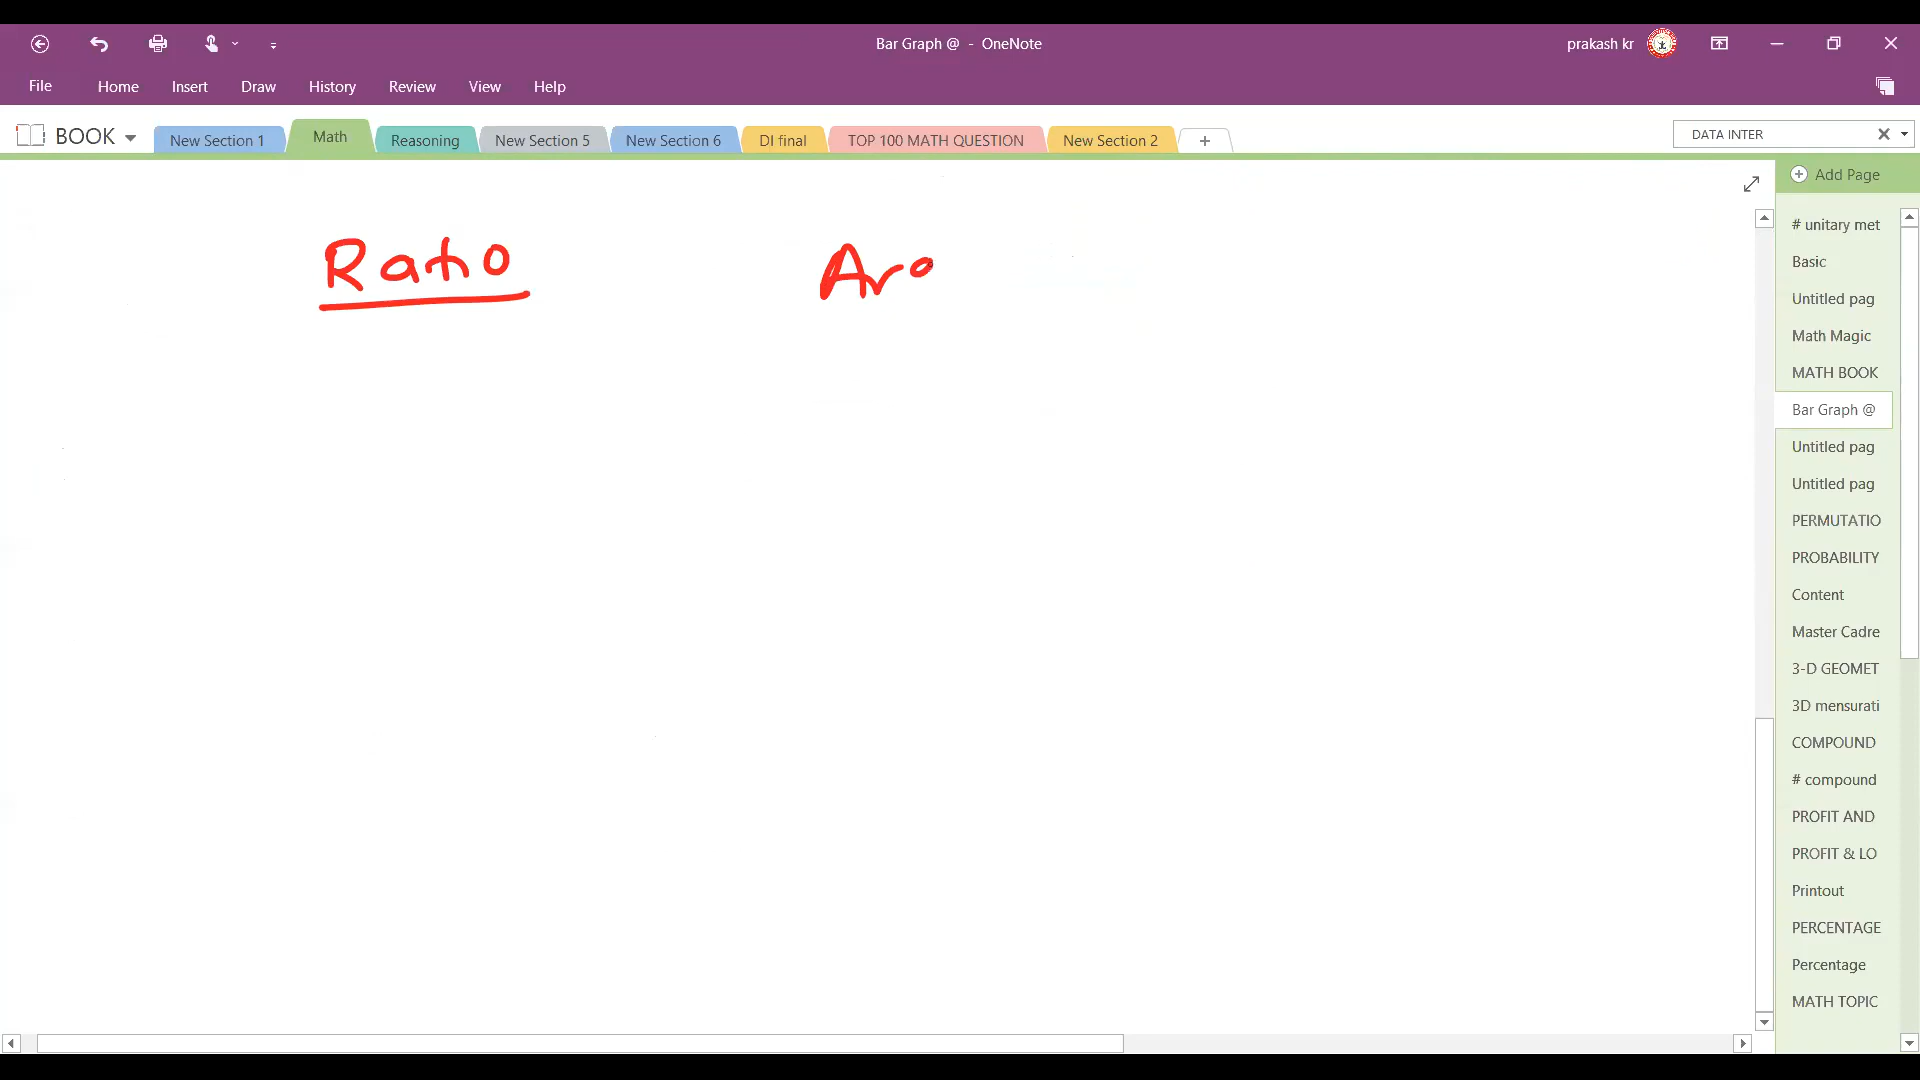 Bar Graph @ - OneNote
prakash kr
File Home Insert Draw History Review View Help
BOOK New Section 1 Math Reasoning New Section 5 New Section 6 DI final TOP 100 MATH QUESTION New Section 2 +
DATA INTER
Add Page
Ratio
# unitary met
Basic
Untitled pag
Math Magic
MATH BOOK
Bar Graph @
Untitled pag
Untitled pag
PERMUTATIO
PROBABILITY
Content
Master Cadre
3-D GEOMET
3D mensurati
COMPOUND
# compound
PROFIT AND
PROFIT & LO
Printout
PERCENTAGE
Percentage
MATH TOPIC